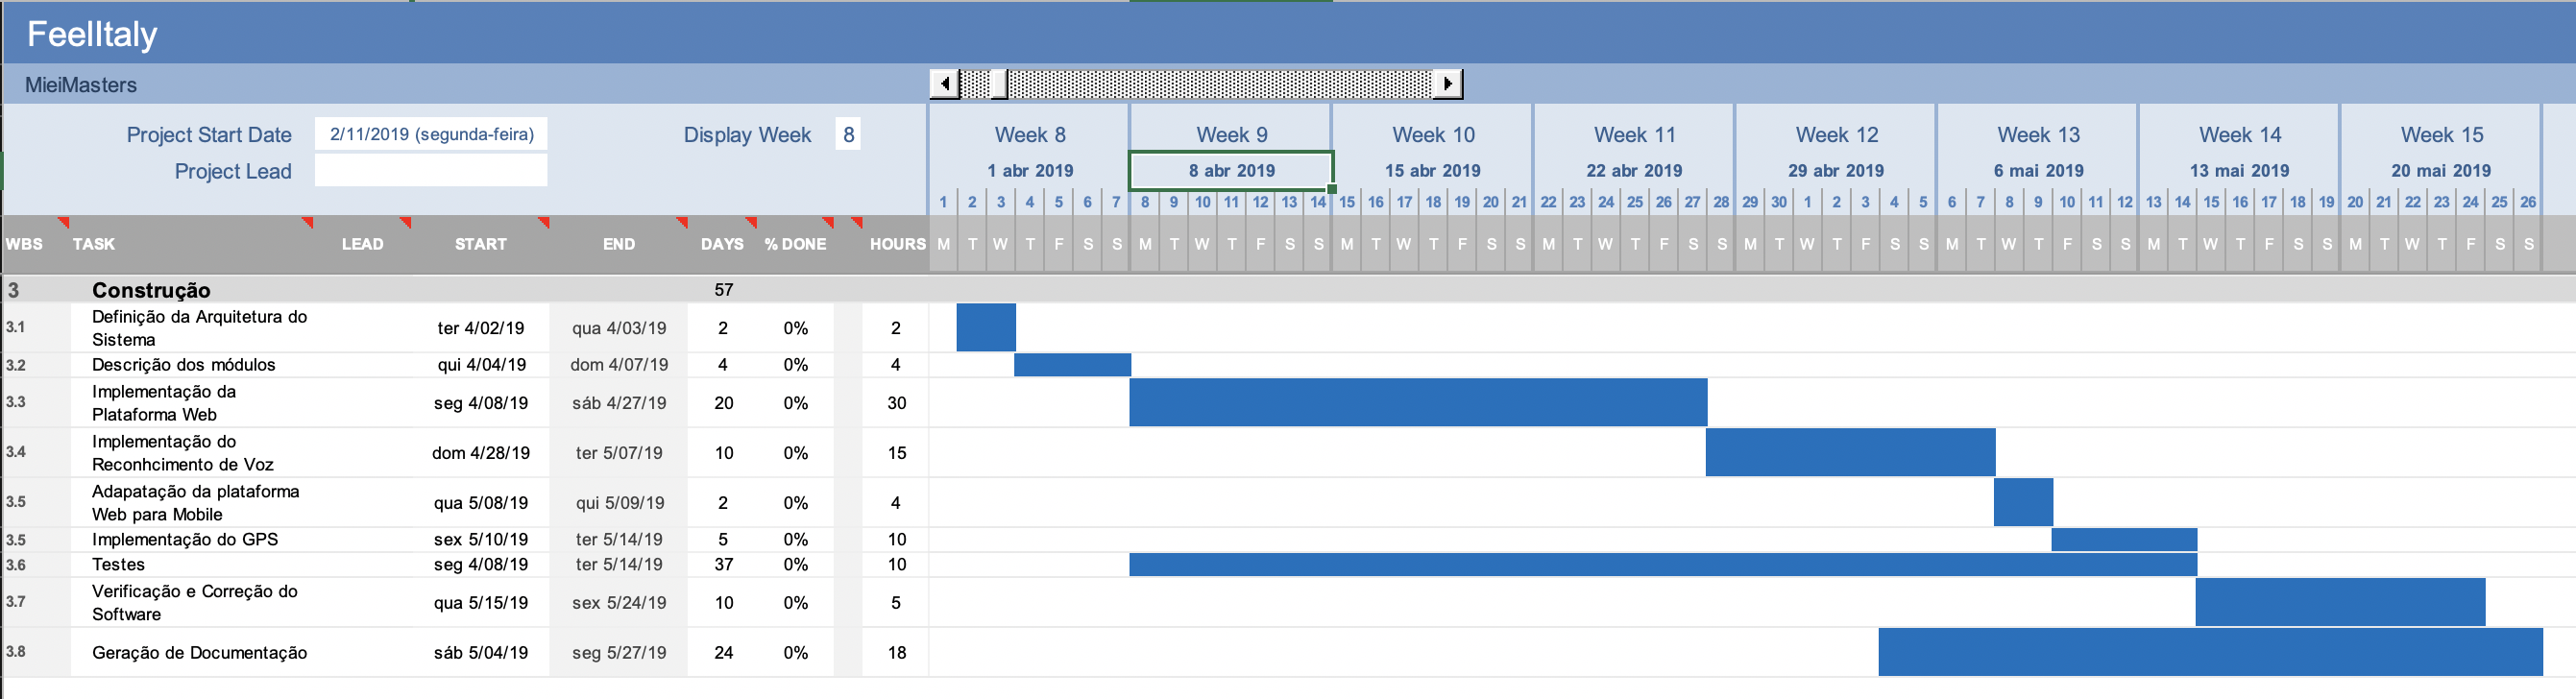 FeelItaly
MieiMasters
Project Start Date 2/11/2019 (segunda-feira) Display Week 8 Week 8 Week 9 Week 10 Week 11 Week 12 Week 13 Week 14 Week 15
Project Lead 1 abr 2019 8 abr 2019 15 abr 2019 22 abr 2019 29 abr 2019 6 mai 2019 13 mai 2019 20 mai 2019
1 2 3 4 5 6 7 8 9 10 11 12 13 14 15 16 17 18 19 20 21 22 23 24 25 26 27 28 29 30 1 2 3 4 5 6 7 8 9 10 11 12 13 14 15 16 17 18 19 20 21 22 23 24 25 26
WBS TASK LEAD START END DAYS % DONE HOURS M T W T F S S M T W T F S S M T W T F S S M T W T F S S M T W T F S S M T W T F S S M T W T F S S M T W T F S S
3 Construção 57
3.1 Definição da Arquitetura do Sistema ter 4/02/19 qua 4/03/19 2 0% 2
3.2 Descrição dos módulos qui 4/04/19 dom 4/07/19 4 0% 4
3.3 Implementação da Plataforma Web seg 4/08/19 sáb 4/27/19 20 0% 30
3.4 Implementação do Reconhcimento de Voz dom 4/28/19 ter 5/07/19 10 0% 15
3.5 Adapatação da plataforma Web para Mobile qua 5/08/19 qui 5/09/19 2 0% 4
3.5 Implementação do GPS sex 5/10/19 ter 5/14/19 5 0% 10
3.6 Testes seg 4/08/19 ter 5/14/19 37 0% 10
3.7 Verificação e Correção do Software qua 5/15/19 sex 5/24/19 10 0% 5
3.8 Geração de Documentação sáb 5/04/19 seg 5/27/19 24 0% 18